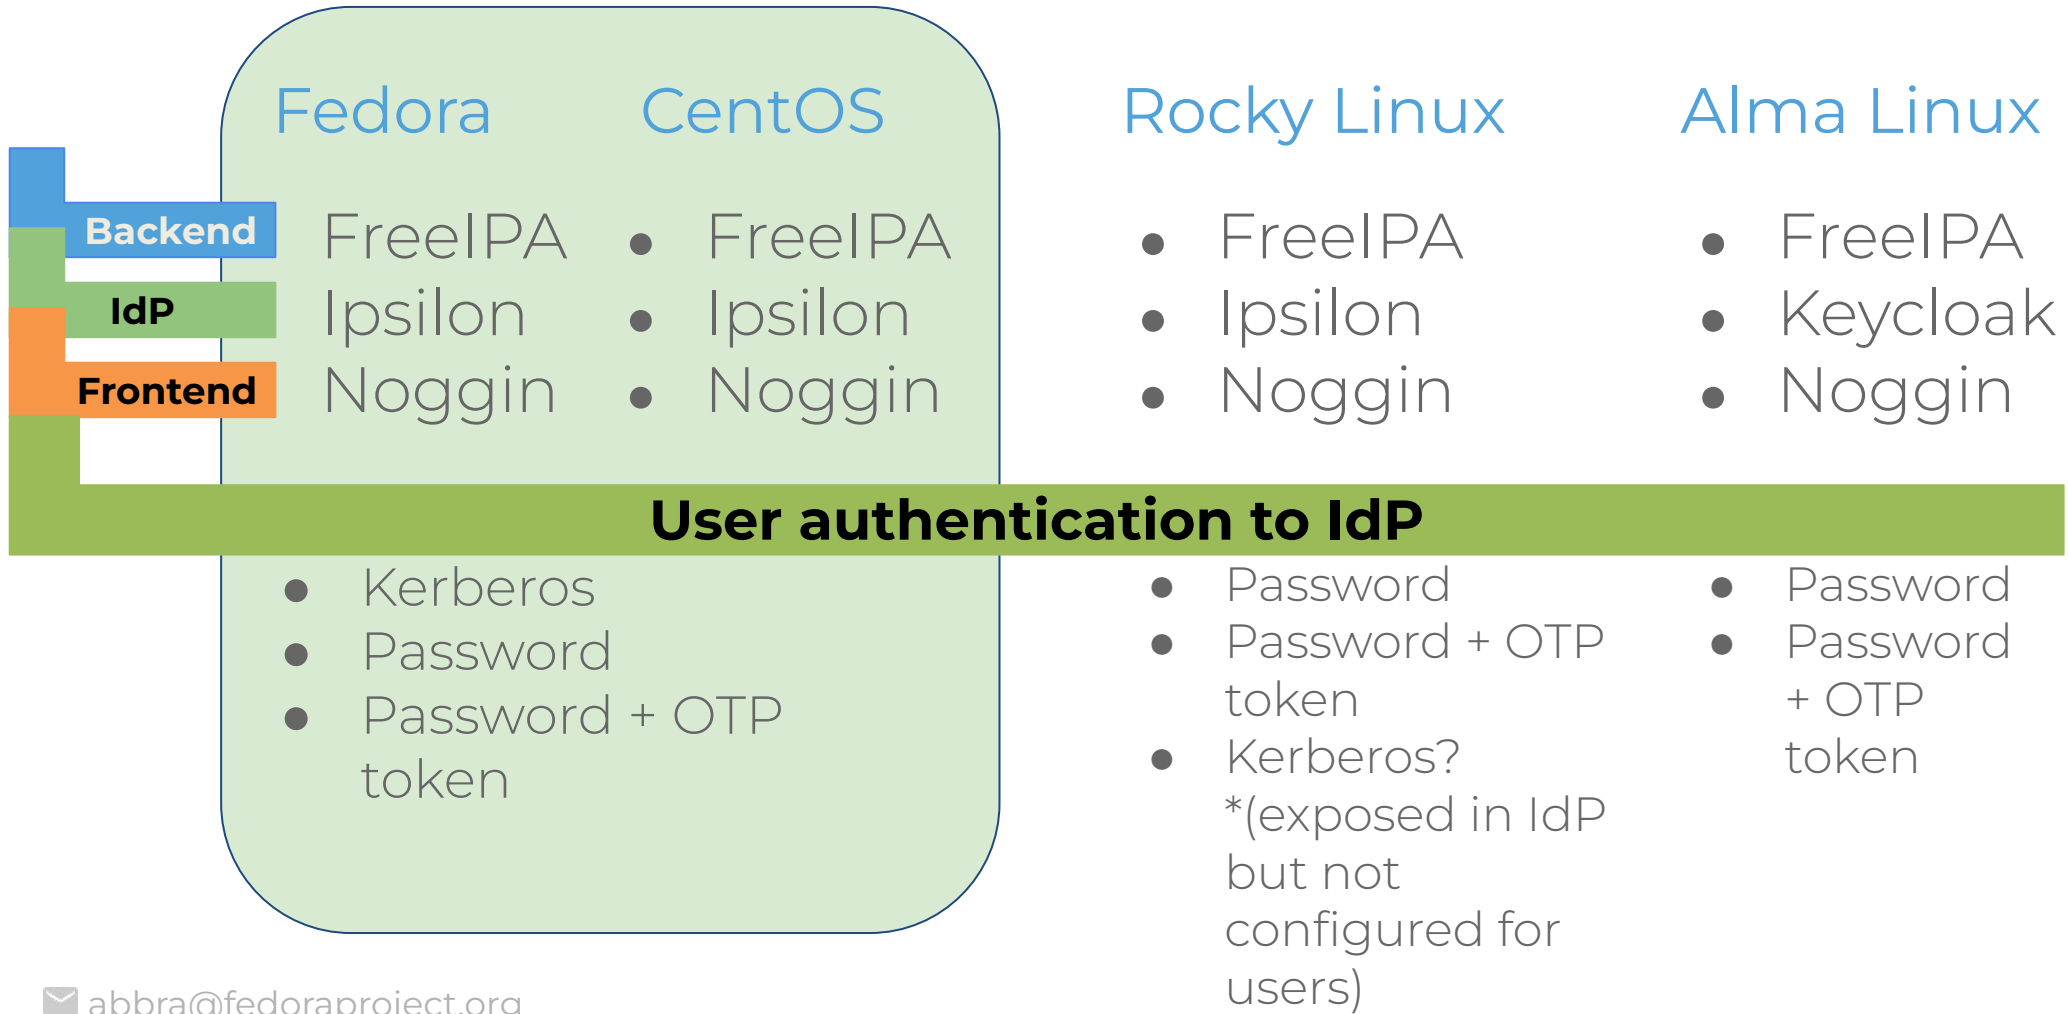 Fedora CentOS Rocky Linux Alma Linux
Backend FreeIPA ● FreeIPA ● FreeIPA ● FreeIPA
IdP Ipsilon ● Ipsilon ● Ipsilon ● Keycloak
Frontend Noggin ● Noggin ● Noggin ● Noggin
User authentication to IdP
● Kerberos
● Password
● Password + OTP
token
● Password
● Password + OTP
token
● Kerberos?
*(exposed in IdP
but not
configured for
users)
● Password
● Password
+ OTP
token
abbra@fedoraproject.org